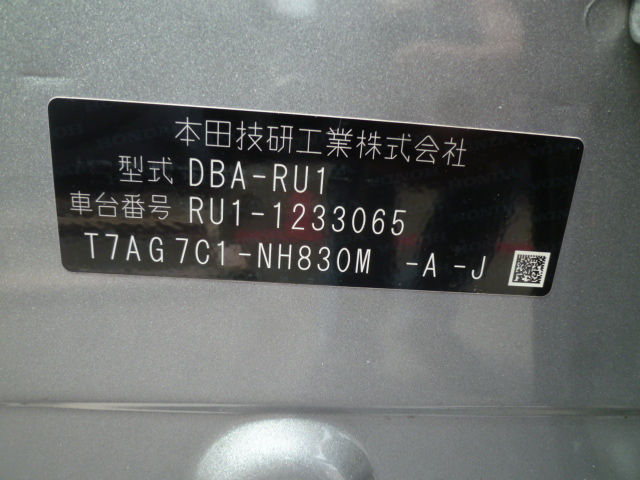 本田技研工業株式会社
型式 DBA-RU1
車台番号 RU1-1233065
T7AG7C1-NH830M -A -J